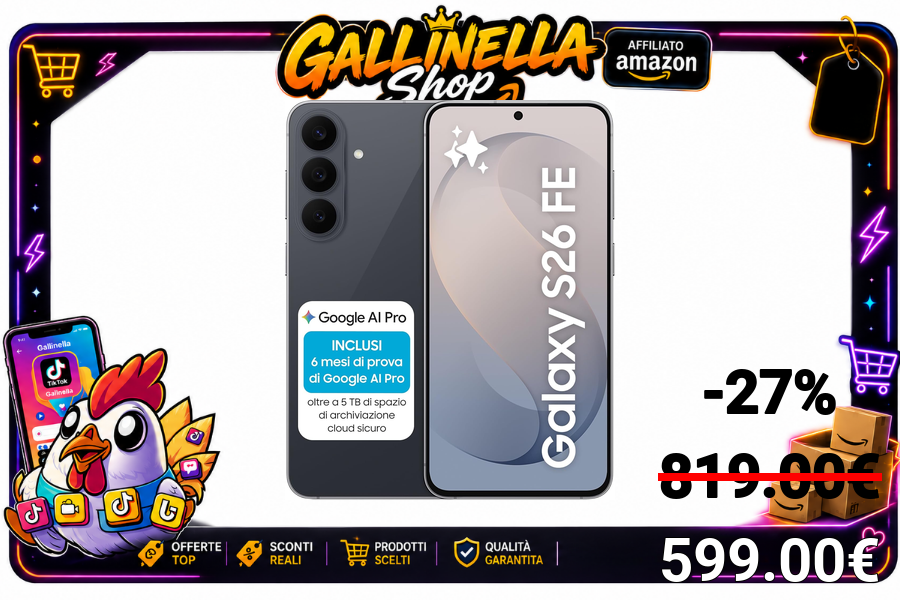 GALLINELLA
Shop
AFFILIATO
amazon
Galaxy S26 FE
Google AI Pro
INCLUSI
6 mesi di prova
di Google AI Pro
oltre a 5 TB di spazio
di archiviazione
cloud sicuro
Gallinella
TikTok
Gallinella
-27%
819.00€
599.00€
OFFERTE
TOP
SCONTI
REALI
PRODOTTI
SCELTI
QUALITÀ
GARANTITA